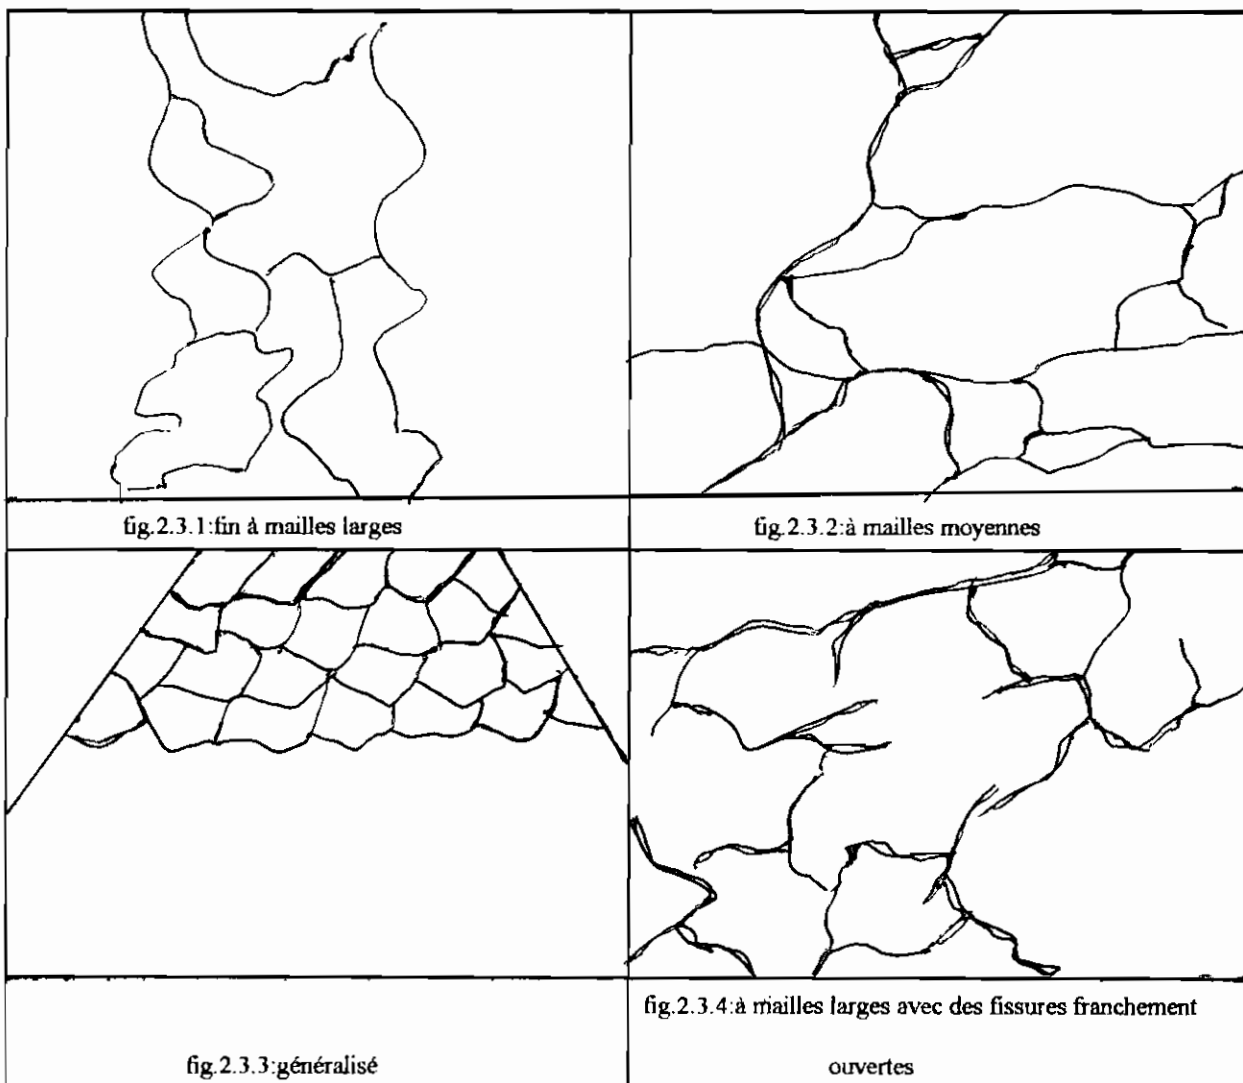 fig.2.3.1:fin à mailles larges
fig.2.3.2:à mailles moyennes
fig.2.3.3:généralisé
fig.2.3.4:à mailles larges avec des fissures franchement
ouvertes